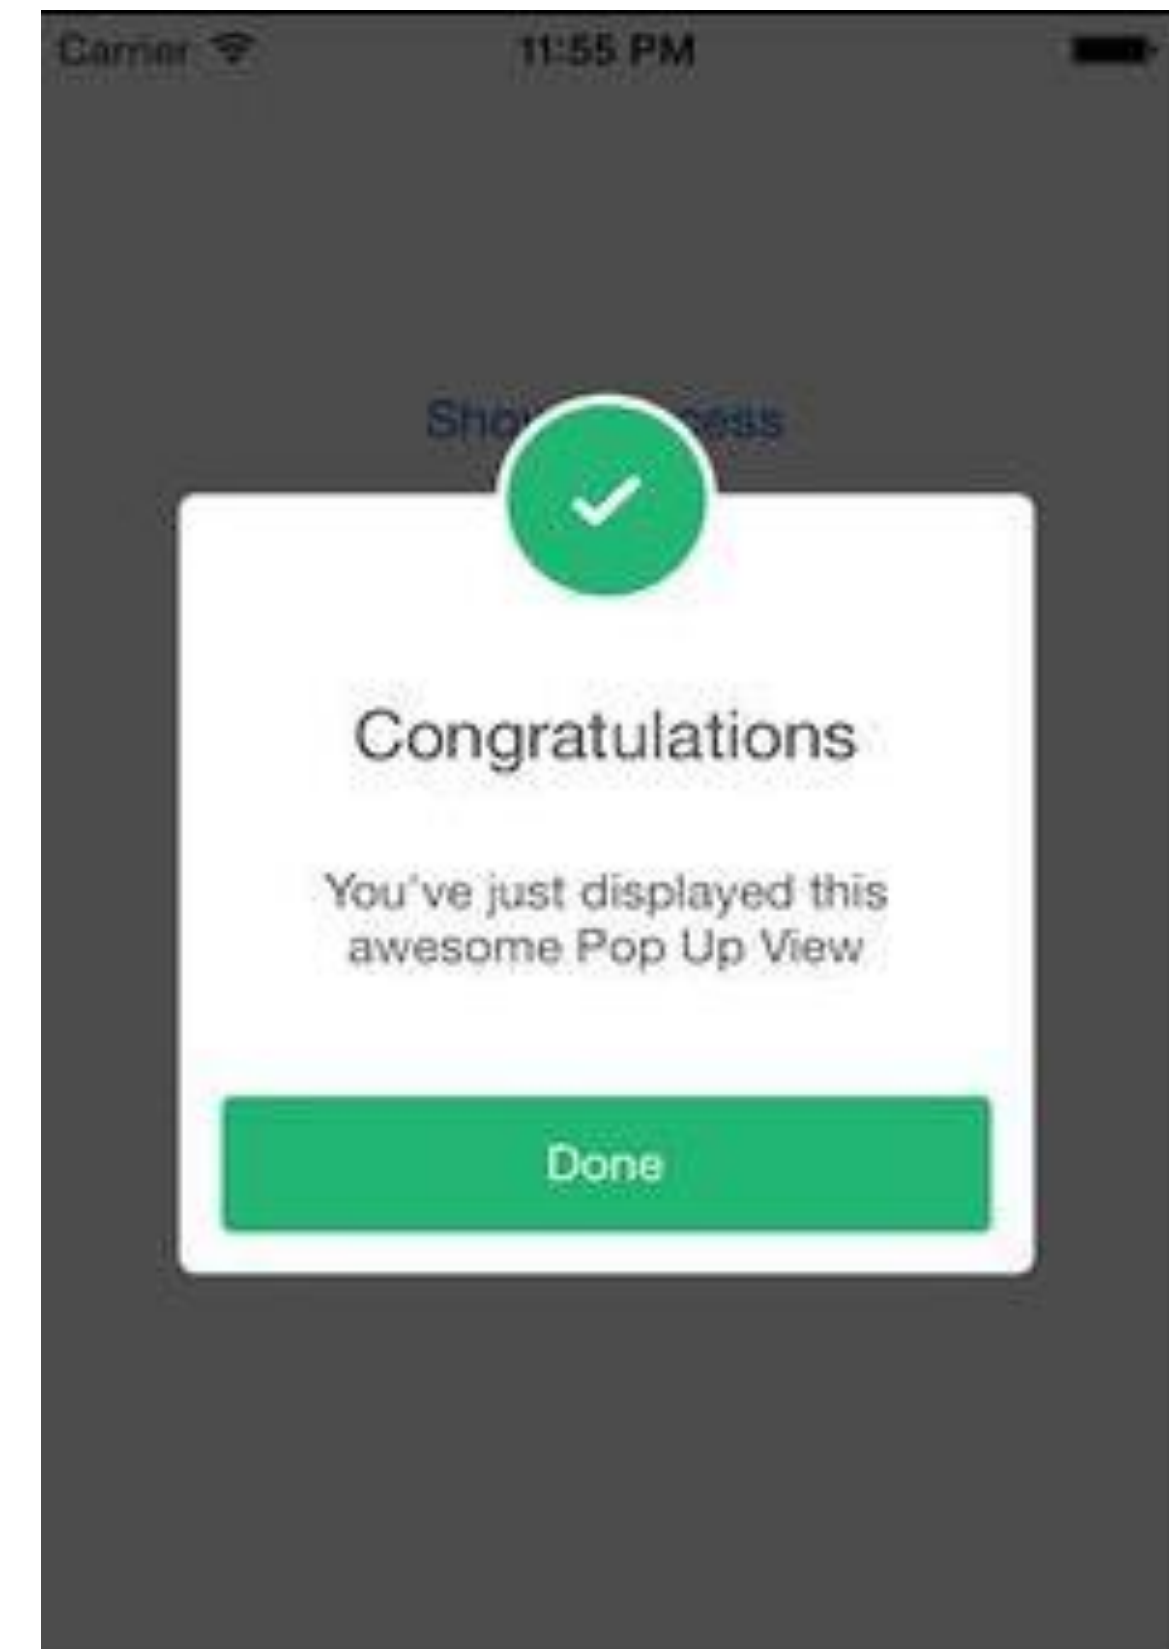 Carrier
11:55 PM
Congratulations
You've just displayed this
awesome Pop Up View
Done